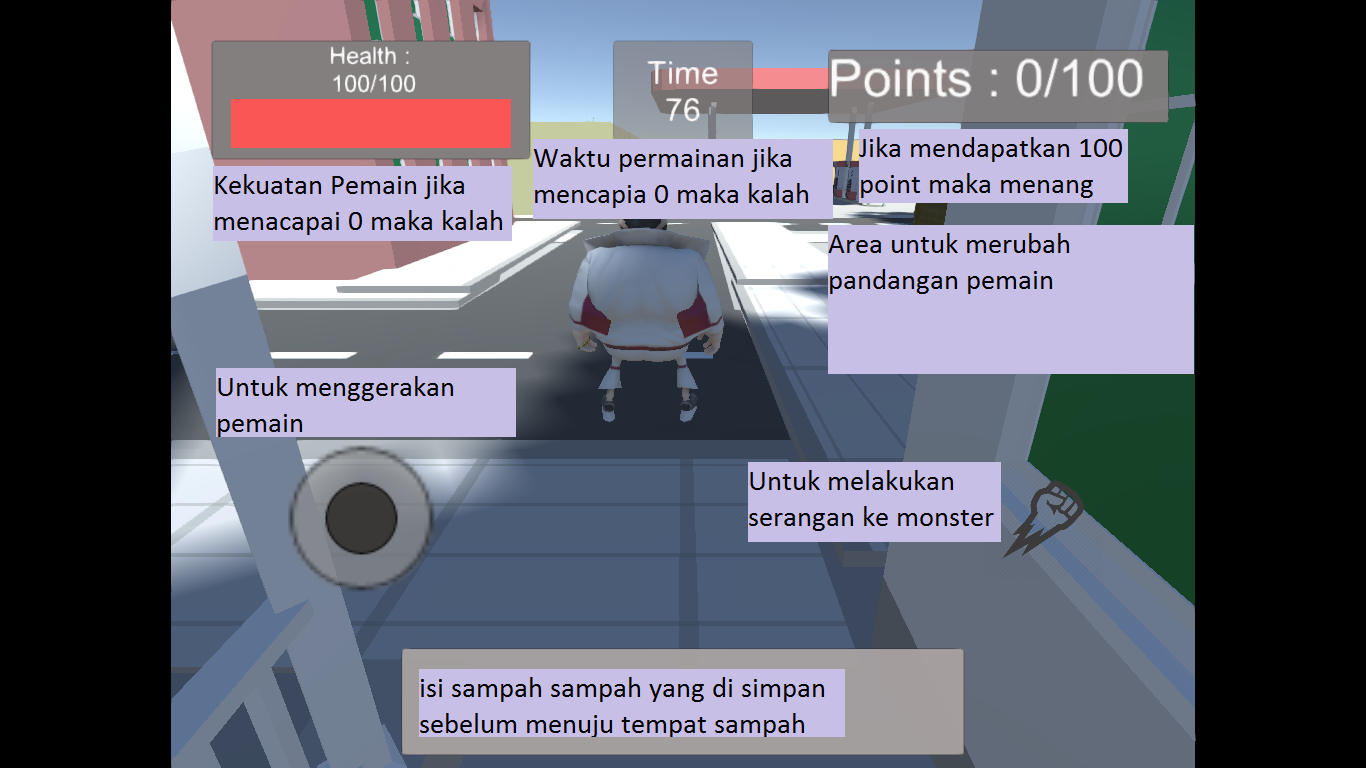 Health :
100/100
Time
76
Points : 0/100
Kekuatan Pemain jika
menacapai 0 maka kalah
Waktu permainan jika
mencapia 0 maka kalah
Jika mendapatkan 100
point maka menang
Area untuk merubah
pandangan pemain
Untuk menggerakan
pemain
Untuk melakukan
serangan ke monster
isi sampah sampah yang di simpan
sebelum menuju tempat sampah